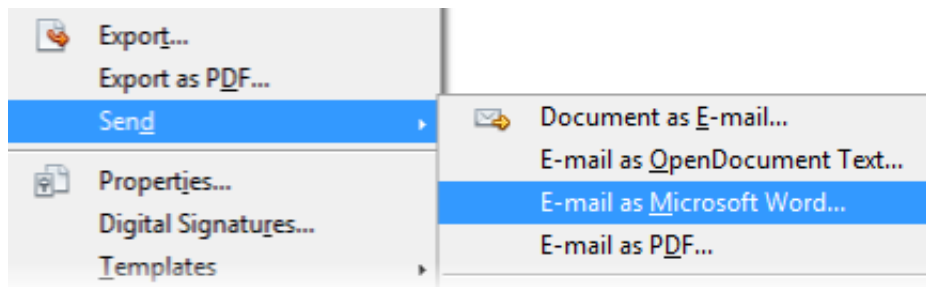 Export...
Export as PDF...
Send
Properties...
Digital Signatures...
Templates
Document as E-mail...
E-mail as OpenDocument Text...
E-mail as Microsoft Word...
E-mail as PDF...